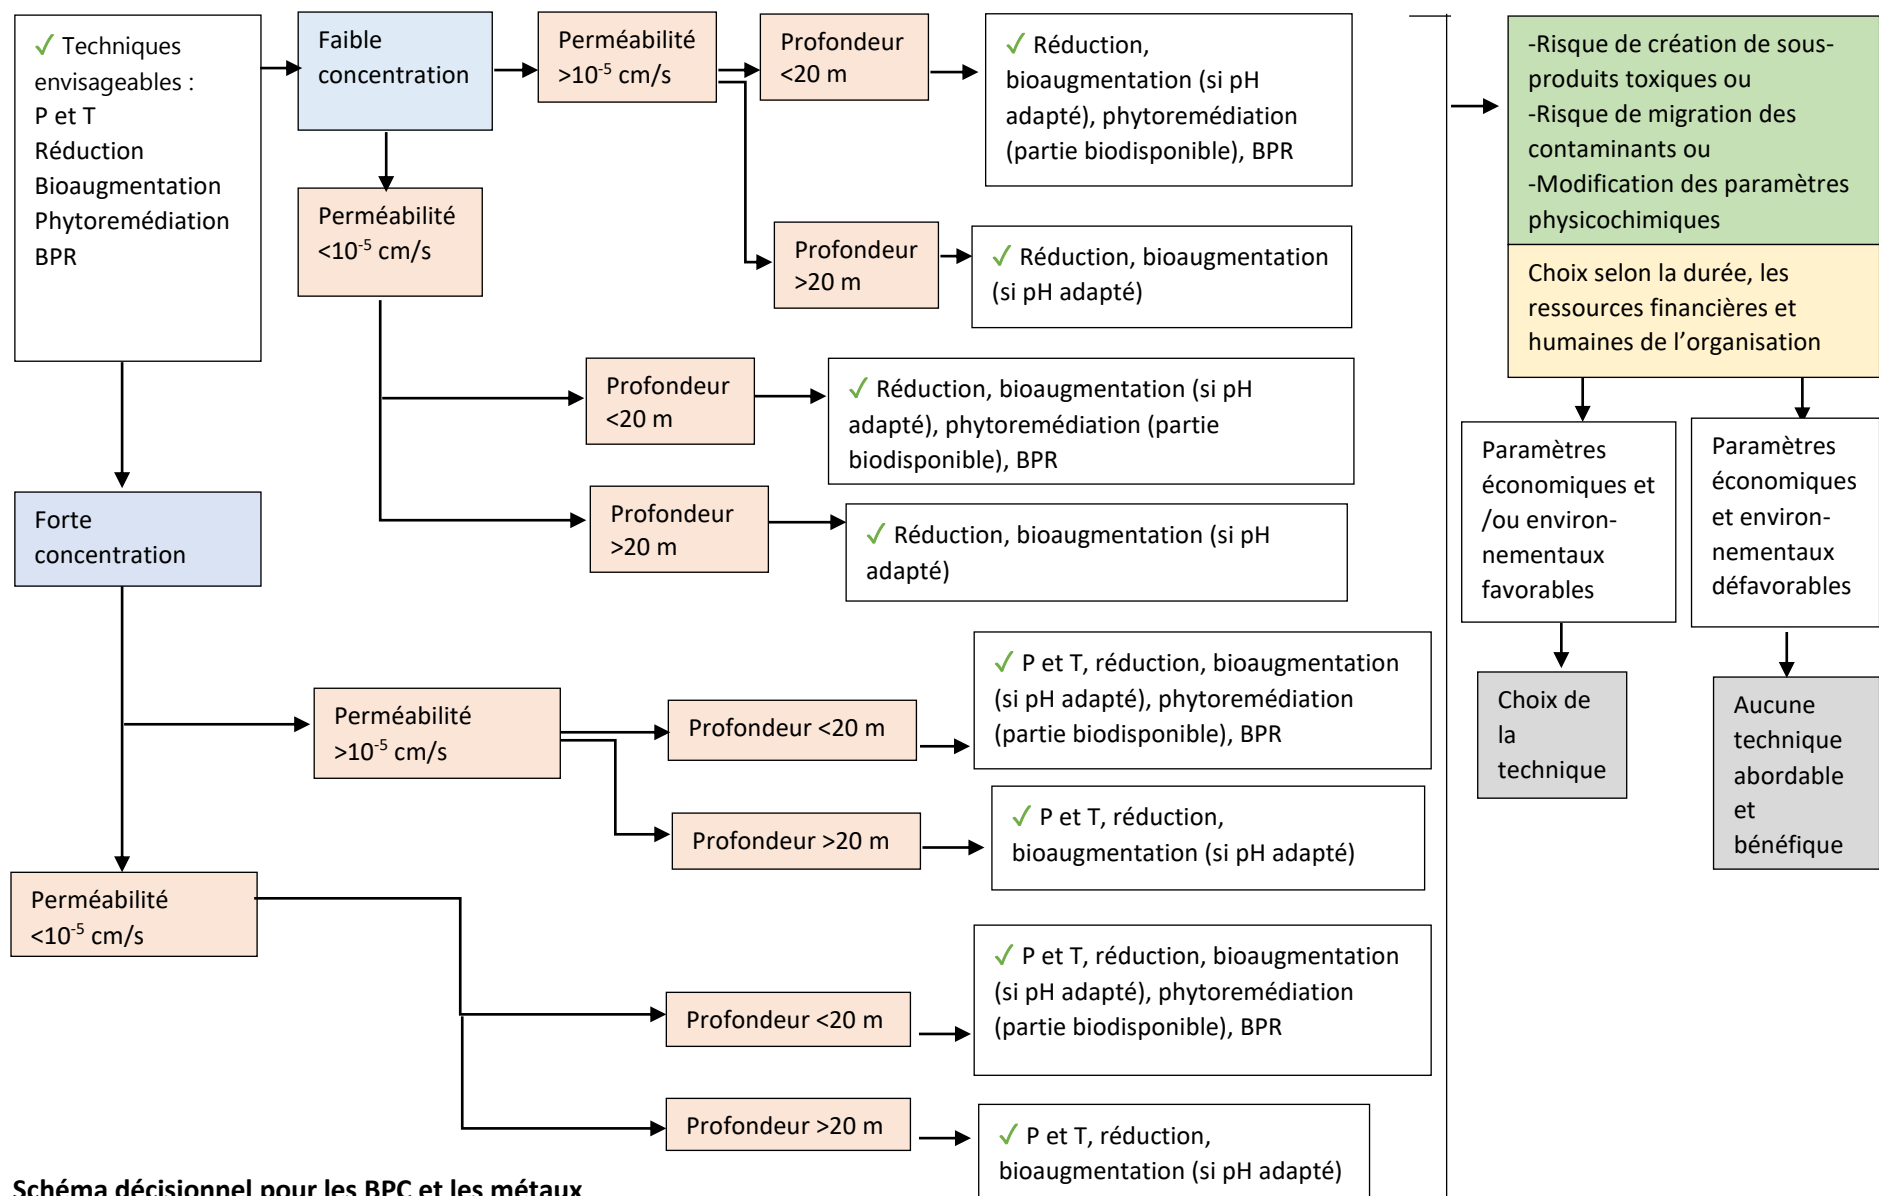 ✓ Techniques
envisageables :
P et T
Réduction
Bioaugmentation
Phytoremédiation
BPR
Faible
concentration
Perméabilité
>10⁻⁵ cm/s
Profondeur
<20 m
✓ Réduction,
bioaugmentation (si pH
adapté), phytoremédiation
(partie biodisponible), BPR
Profondeur
>20 m
✓ Réduction, bioaugmentation
(si pH adapté)
Perméabilité
<10⁻⁵ cm/s
Profondeur
<20 m
✓ Réduction, bioaugmentation (si pH
adapté), phytoremédiation (partie
biodisponible), BPR
Profondeur
>20 m
✓ Réduction, bioaugmentation (si pH
adapté)
Forte
concentration
Perméabilité
>10⁻⁵ cm/s
Profondeur <20 m
✓ P et T, réduction, bioaugmentation
(si pH adapté), phytoremédiation
(partie biodisponible), BPR
Profondeur >20 m
✓ P et T, réduction,
bioaugmentation (si pH adapté)
Perméabilité
<10⁻⁵ cm/s
Profondeur <20 m
✓ P et T, réduction, bioaugmentation
(si pH adapté), phytoremédiation
(partie biodisponible), BPR
Profondeur >20 m
✓ P et T, réduction,
bioaugmentation (si pH adapté)
-Risque de création de sous-
produits toxiques ou
-Risque de migration des
contaminants ou
-Modification des paramètres
physicochimiques
Choix selon la durée, les
ressources financières et
humaines de l’organisation
Paramètres
économiques et
/ou environ-
nementaux
favorables
Paramètres
économiques
et environ-
nementaux
défavorables
Choix de
la
technique
Aucune
technique
abordable
et
bénéfique
Schéma décisionnel pour les BPC et les métaux